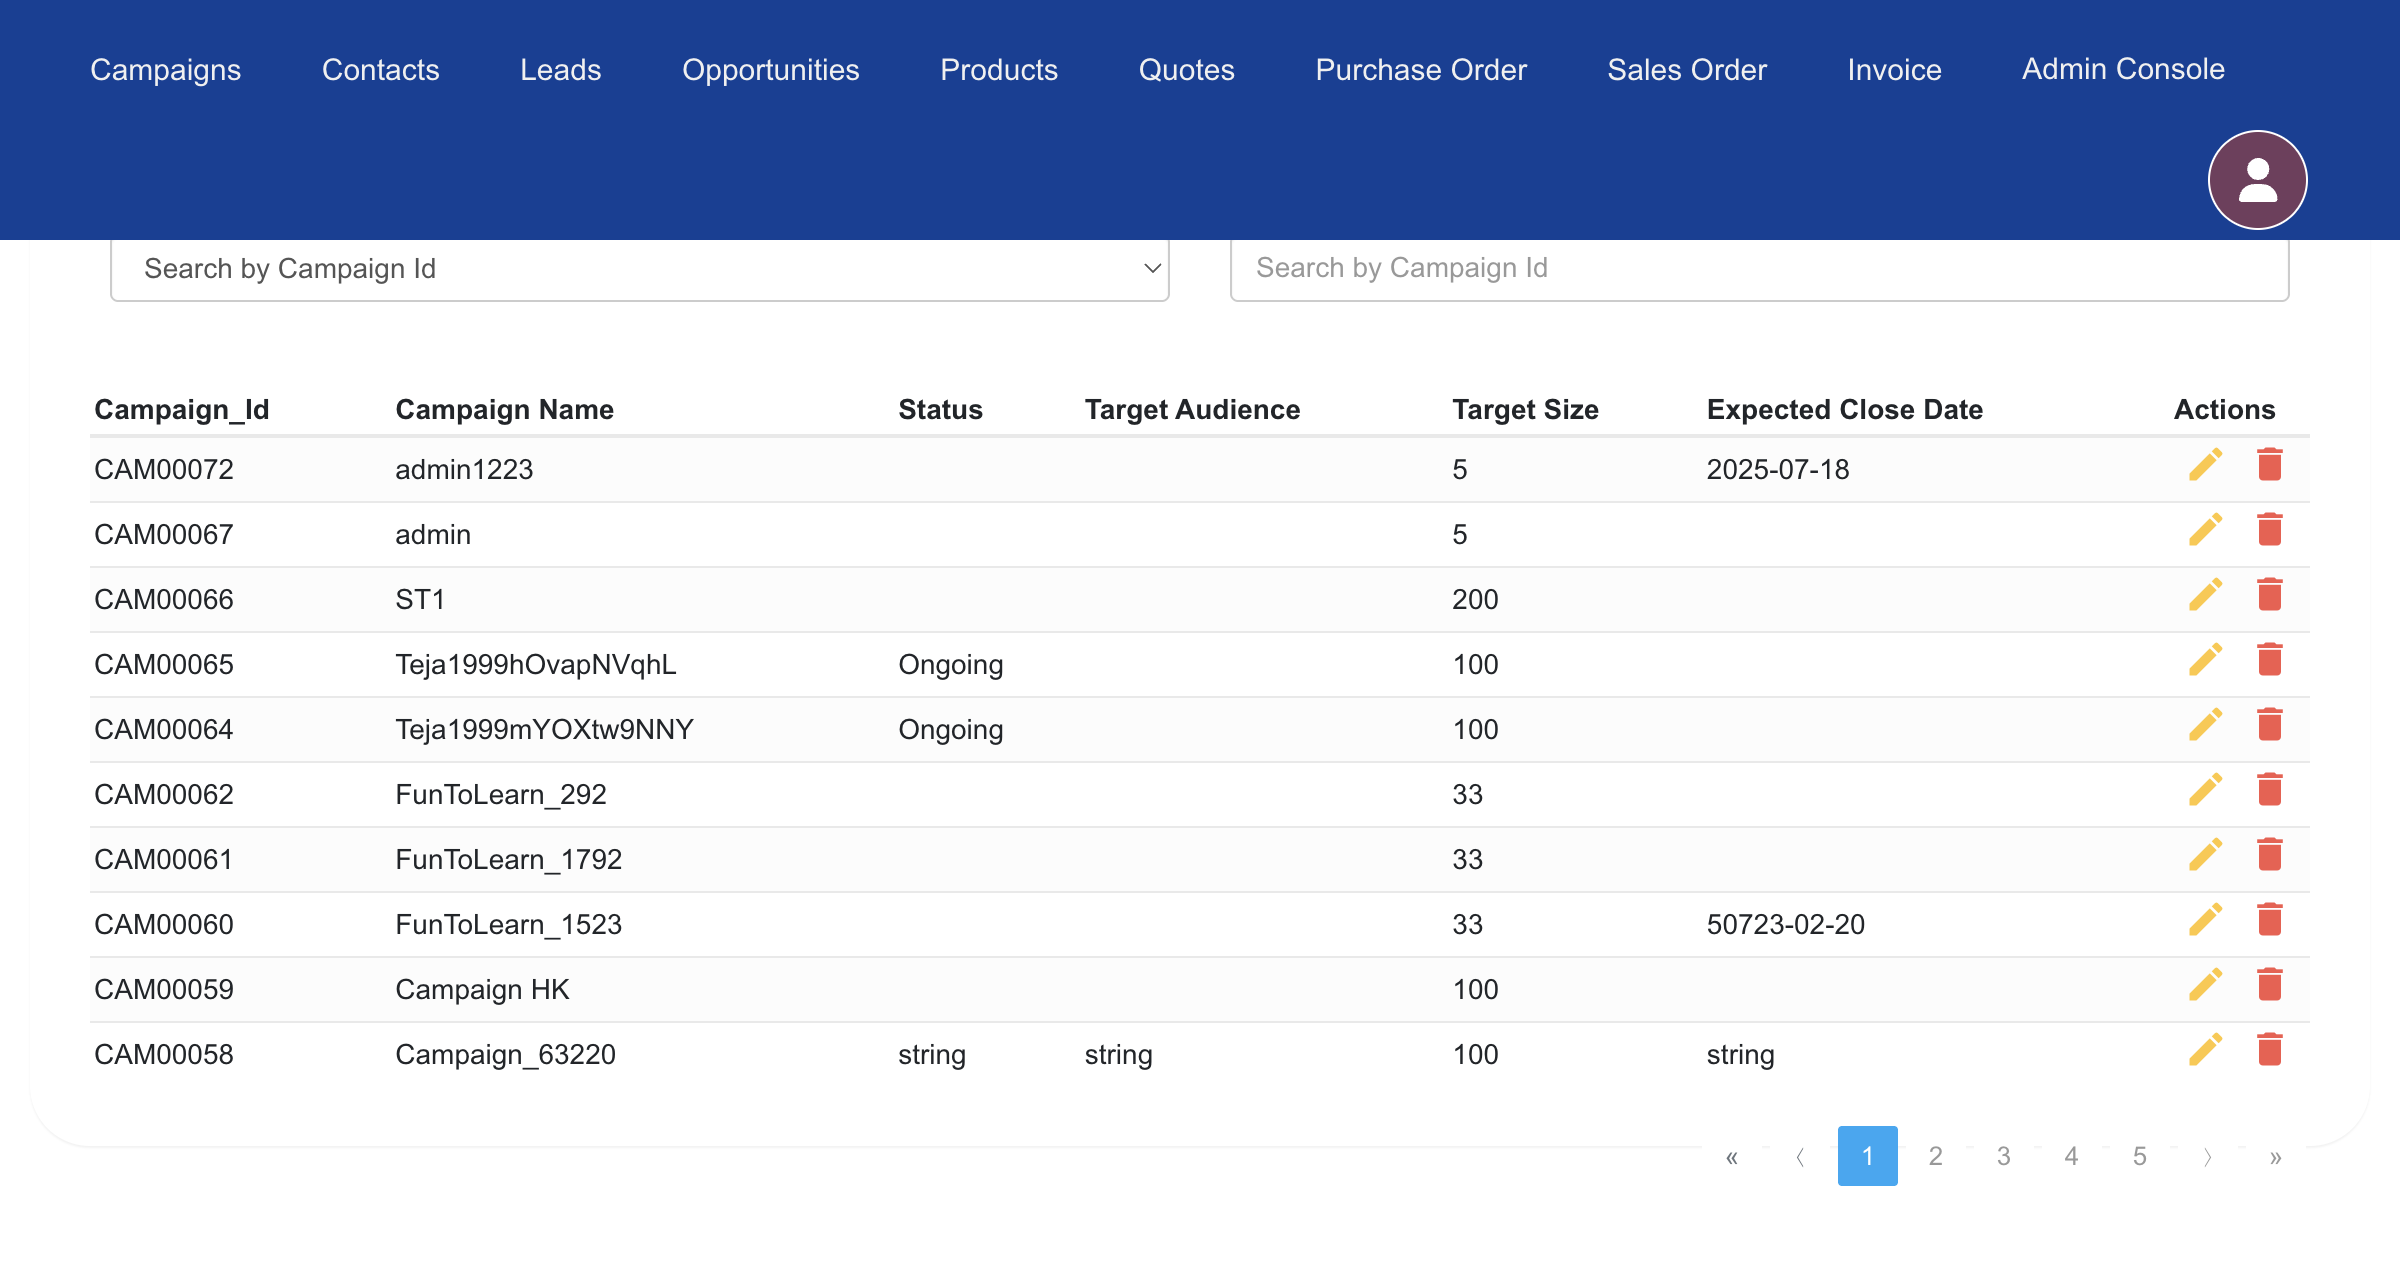 Campaigns Contacts Leads Opportunities Products Quotes Purchase Order Sales Order Invoice Admin Console
Search by Campaign Id Search by Campaign Id
Campaign_Id Campaign Name Status Target Audience Target Size Expected Close Date Actions
CAM00072 admin1223 5 2025-07-18
CAM00067 admin 5
CAM00066 ST1 200
CAM00065 Teja1999hOvapNVqhL Ongoing 100
CAM00064 Teja1999mYOXtw9NNY Ongoing 100
CAM00062 FunToLearn_292 33
CAM00061 FunToLearn_1792 33
CAM00060 FunToLearn_1523 33 50723-02-20
CAM00059 Campaign HK 100
CAM00058 Campaign_63220 string string 100 string
« ⟨ 1 2 3 4 5 ⟩ »